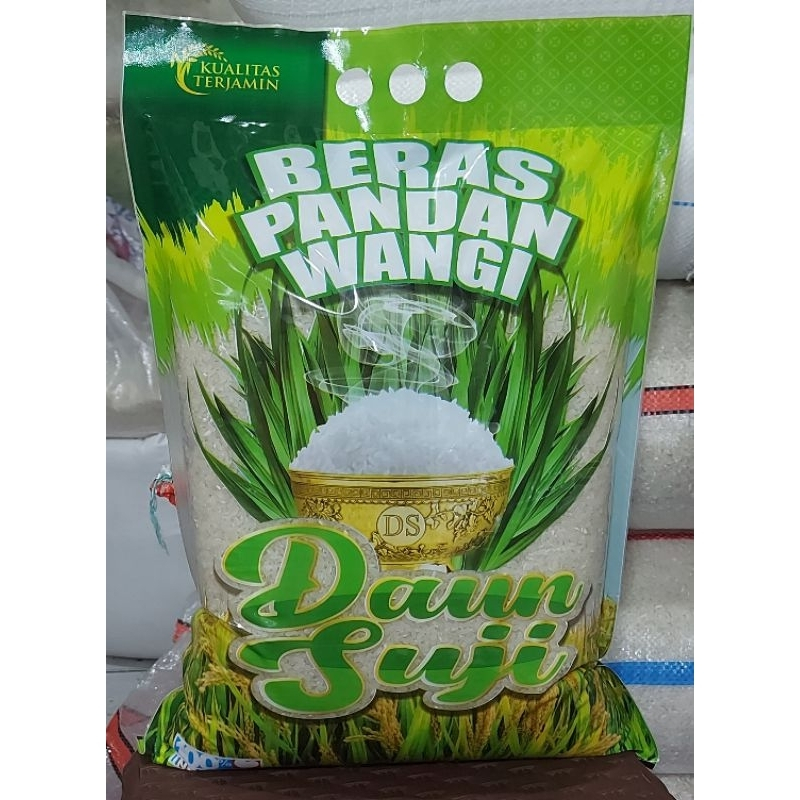 KUALITAS
TERJAMIN
BERAS
PANDAN
WANGI
DS
Daun
Suji